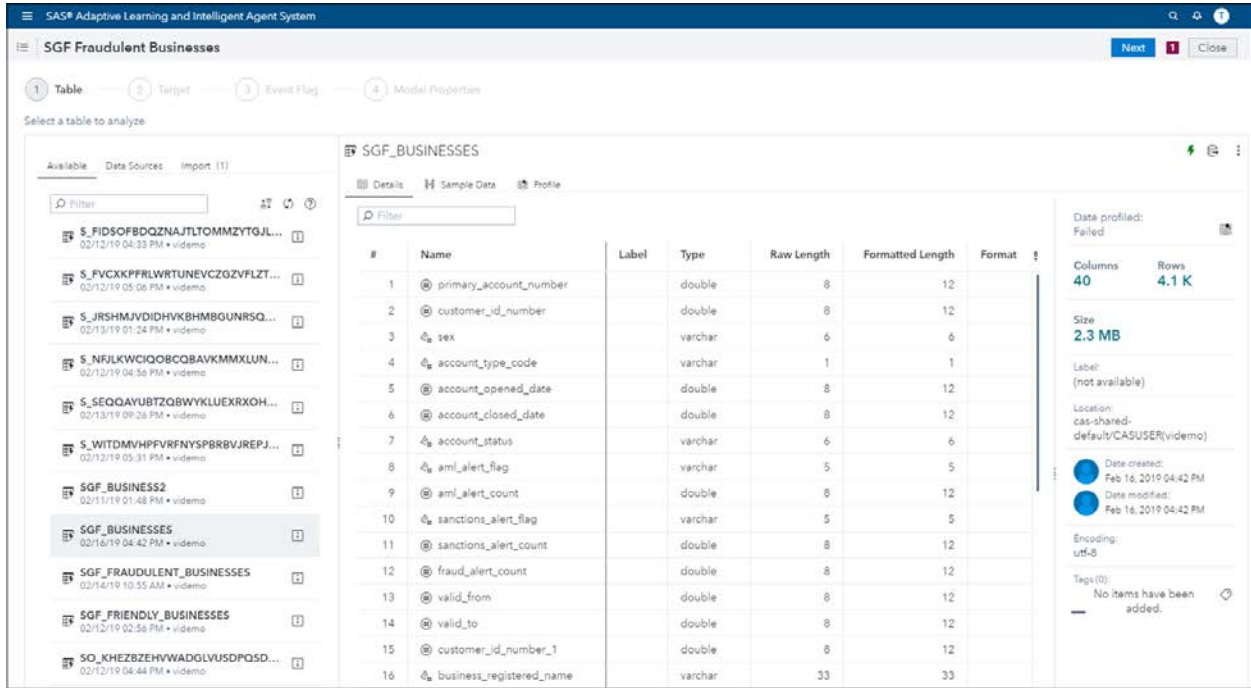 SAS® Adaptive Learning and Intelligent Agent System
T
SGF Fraudulent Businesses
Next 1 Close
1 Table 2 Target 3 Event Flag 4 Model Properties
Select a table to analyze
Available Data Sources Import (1)
Filter
S_FIDSOFBDQZNAJTLTOMMZYTGJL...
02/12/19 04:33 PM • videmo
S_FVCXKPFRLWRTUNEVCZGZVFLZT...
02/12/19 05:06 PM • videmo
S_JRSHMJVDIDHVKBHMBGUNRSQ...
02/13/19 01:24 PM • videmo
S_NFJLKWCIQOBCQBAVKMMXLUN...
02/12/19 04:56 PM • videmo
S_SEQQAYUBTZQBWYKLUEXRXOH...
02/13/19 09:26 PM • videmo
S_WITDMVHPFVRFNYSPBRBVJREPJ...
02/12/19 05:31 PM • videmo
SGF_BUSINESS2
02/11/19 01:48 PM • videmo
SGF_BUSINESSES
02/16/19 04:42 PM • videmo
SGF_FRAUDULENT_BUSINESSES
02/14/19 10:55 AM • videmo
SGF_FRIENDLY_BUSINESSES
02/12/19 02:56 PM • videmo
SO_KHEZBZEHVWADGLVUSDPQSD...
02/12/19 04:44 PM • videmo
SGF_BUSINESSES
Details Sample Data Profile
Filter
# Name Label Type Raw Length Formatted Length Format
1 primary_account_number double 8 12
2 customer_id_number double 8 12
3 sex varchar 6 6
4 account_type_code varchar 1 1
5 account_opened_date double 8 12
6 account_closed_date double 8 12
7 account_status varchar 6 6
8 aml_alert_flag varchar 5 5
9 aml_alert_count double 8 12
10 sanctions_alert_flag varchar 5 5
11 sanctions_alert_count double 8 12
12 fraud_alert_count double 8 12
13 valid_from double 8 12
14 valid_to double 8 12
15 customer_id_number_1 double 8 12
16 business_registered_name varchar 33 33
Date profiled:
Failed
Columns Rows
40 4.1 K
Size
2.3 MB
Label:
(not available)
Location:
cas-shared-
default/CASUSER(videmo)
Date created:
Feb 16, 2019 04:42 PM
Date modified:
Feb 16, 2019 04:42 PM
Encoding:
utf-8
Tags (0):
No items have been
added.